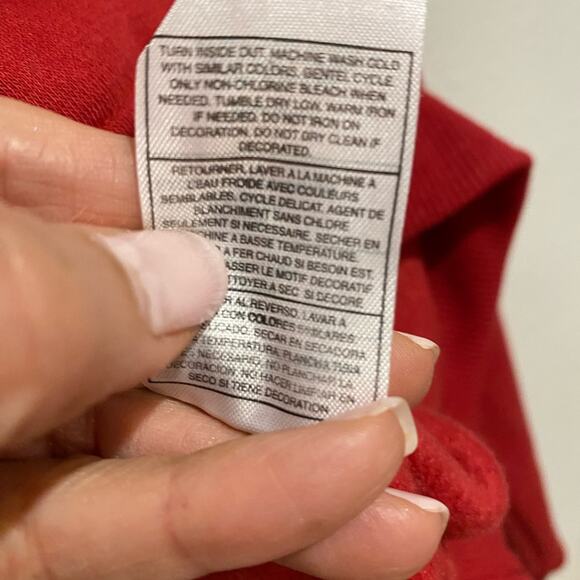 TURN INSIDE OUT. MACHINE WASH COLD
WITH SIMILAR COLORS. GENTEL CYCLE.
ONLY NON-CHLORINE BLEACH WHEN
NEEDED. TUMBLE DRY LOW. WARM IRON
IF NEEDED. DO NOT IRON ON
DECORATION. DO NOT DRY CLEAN IF
DECORATED.
RETOURNER, LAVER A LA MACHINE À
L'EAU FROIDE AVEC COULEURS
SEMBLABLES, CYCLE DELICAT. AGENT DE
BLANCHIMENT SANS CHLORE
SEULEMENT SI NECESSAIRE. SECHER EN
A BASSE TEMPERATURE.
A FER CHAUD SI BESOIN EST.
LE MOTIF DECORATIF
A SEC SI DECORE.
AL REVERSO. LAVAR A
CON COLORES SIMILARES.
SECAR EN SECADORA
A TEMPERATURA. PLANCHA TIBIA
NECESARIO. NO PLANCHAR LA
DECORACION. NO HACER LIMPIAR EN
SECO SI TIENE DECORATION